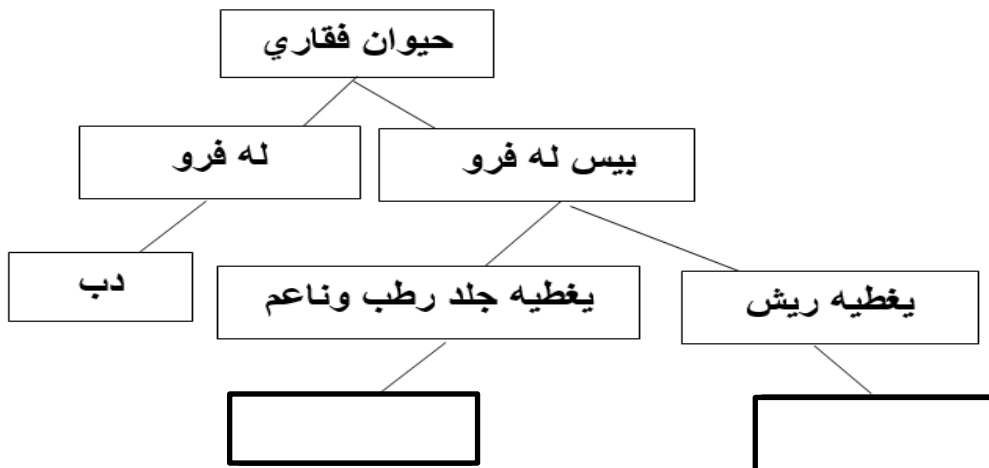 حيوان فقاري
له فرو
بيس له فرو
دب
يغطيه جلد رطب وناعم
يغطيه ريش